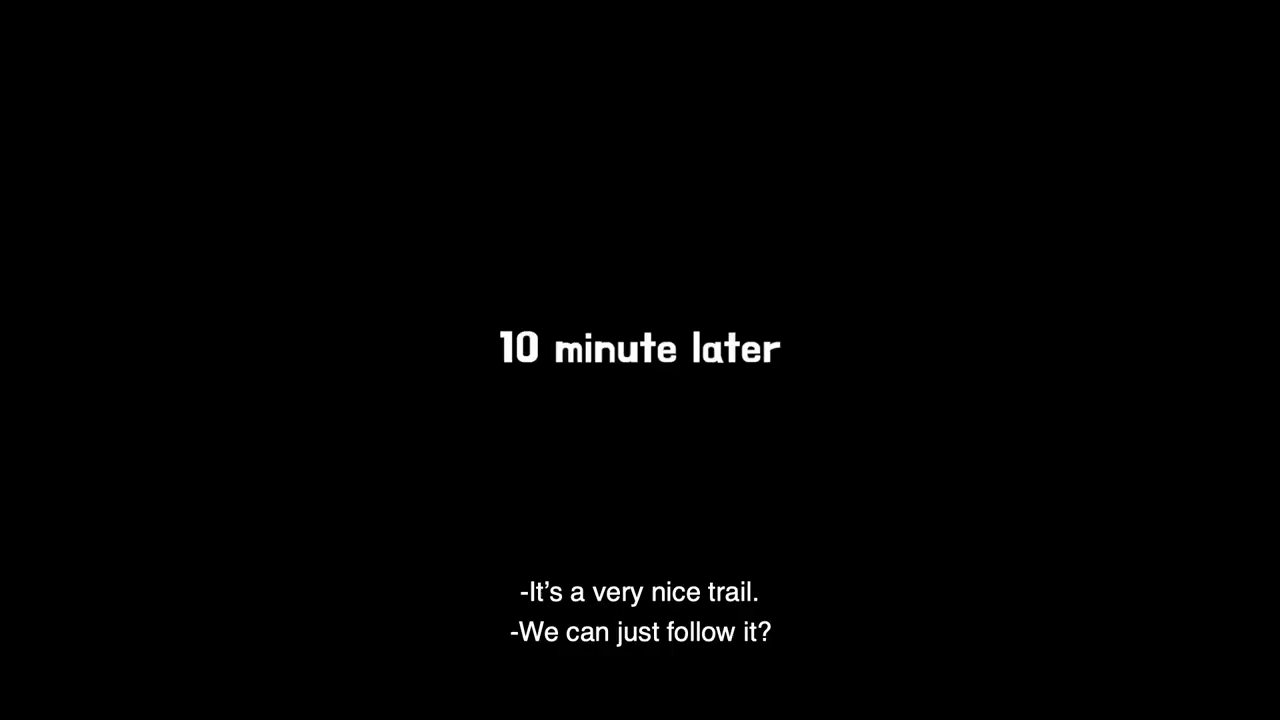 10 minute later
-It’s a very nice trail.
-We can just follow it?